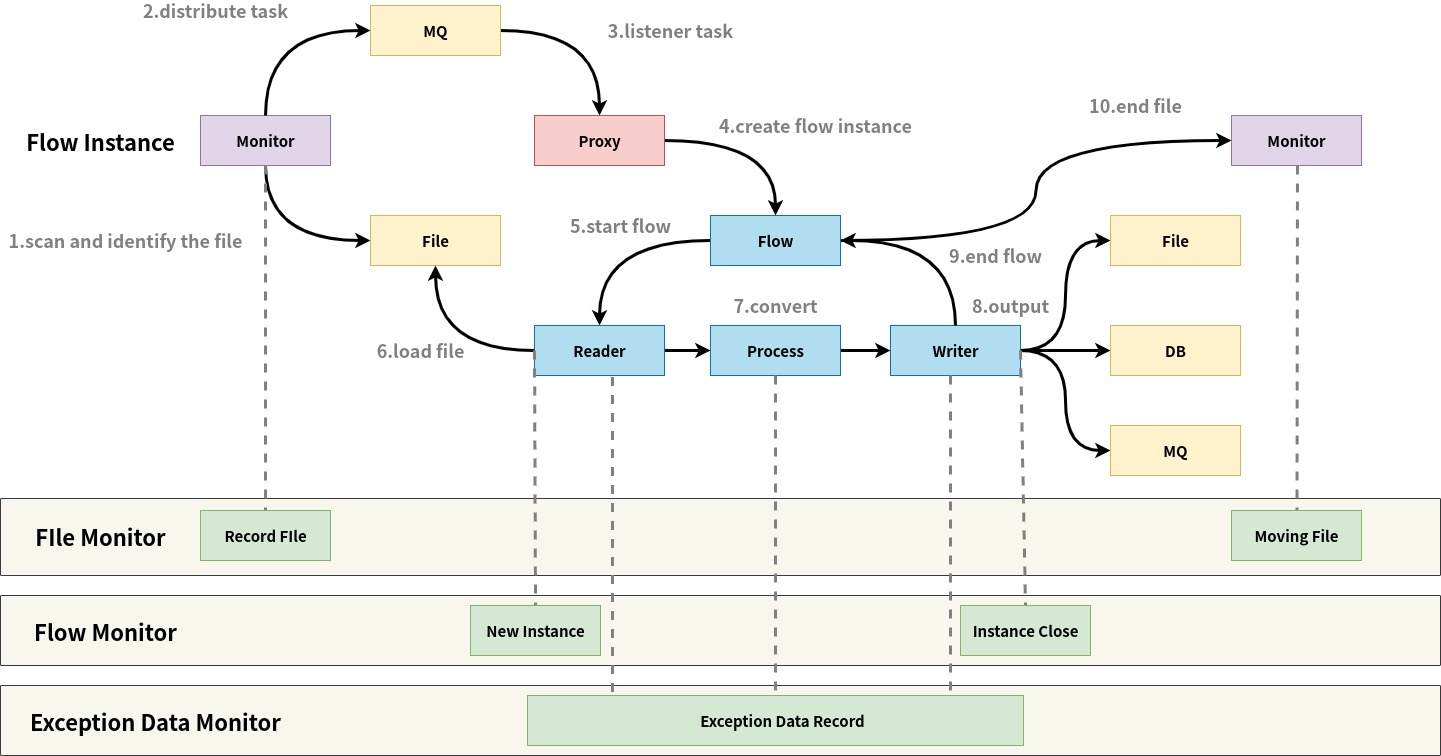 2.distribute task
MQ
3.listener task
10.end file
Flow Instance
Monitor
Proxy
4.create flow instance
Monitor
1.scan and identify the file
File
5.start flow
Flow
9.end flow
File
7.convert
8.output
6.load file
Reader
Process
Writer
DB
MQ
FIle Monitor
Record FIle
Moving File
Flow Monitor
New Instance
Instance Close
Exception Data Monitor
Exception Data Record